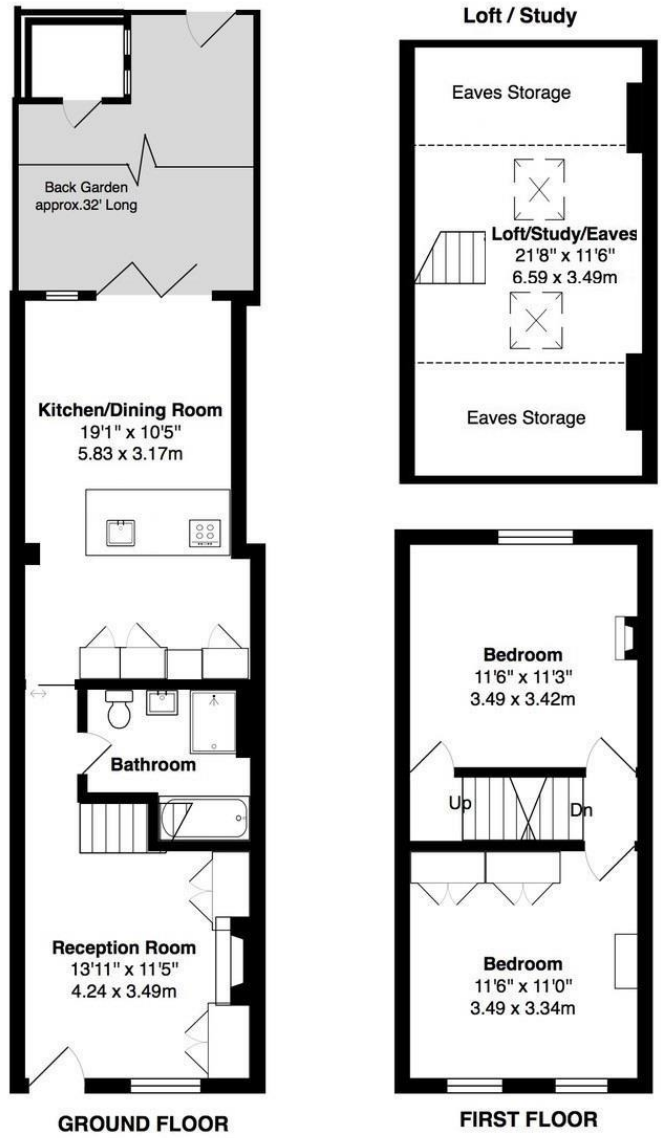 Loft / Study
Eaves Storage
Loft/Study/Eaves
21'8" x 11'6"
6.59 x 3.49m
Eaves Storage
Back Garden
approx.32' Long
Kitchen/Dining Room
19'1" x 10'5"
5.83 x 3.17m
Bathroom
Reception Room
13'11" x 11'5"
4.24 x 3.49m
GROUND FLOOR
Bedroom
11'6" x 11'3"
3.49 x 3.42m
Up
Dn
Bedroom
11'6" x 11'0"
3.49 x 3.34m
FIRST FLOOR